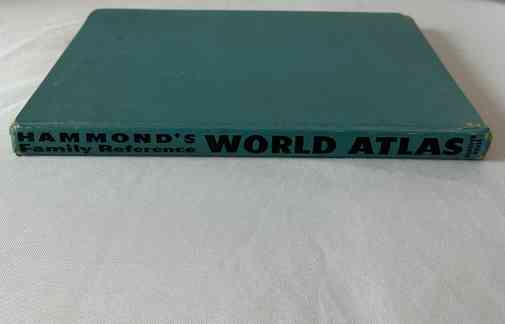 HAMMOND'S
Family Reference
WORLD ATLAS